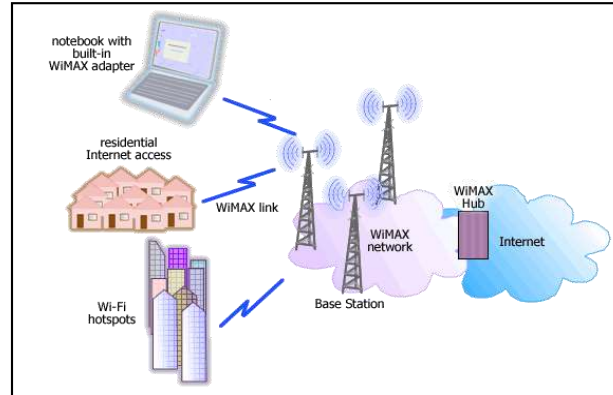 notebook with
built-in
WiMAX adapter
residential
Internet access
WiMAX link
Wi-Fi
hotspots
WiMAX
network
Base Station
WiMAX
Hub
Internet